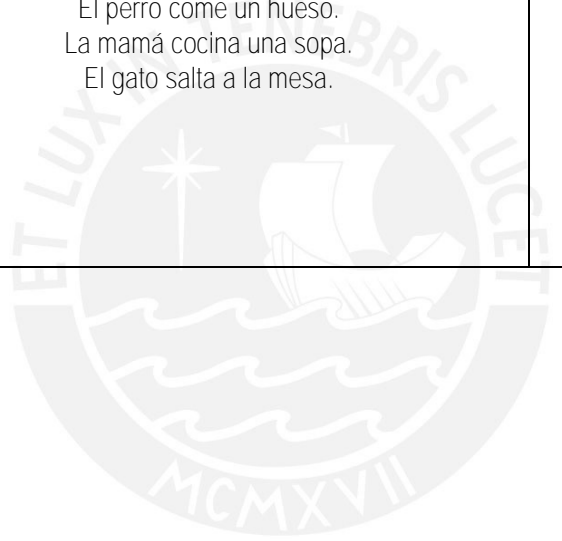 El perro come un hueso.
La mamá cocina una sopa.
El gato salta a la mesa.
ET LUX IN TENEBRIS LUCET
MCMXVII